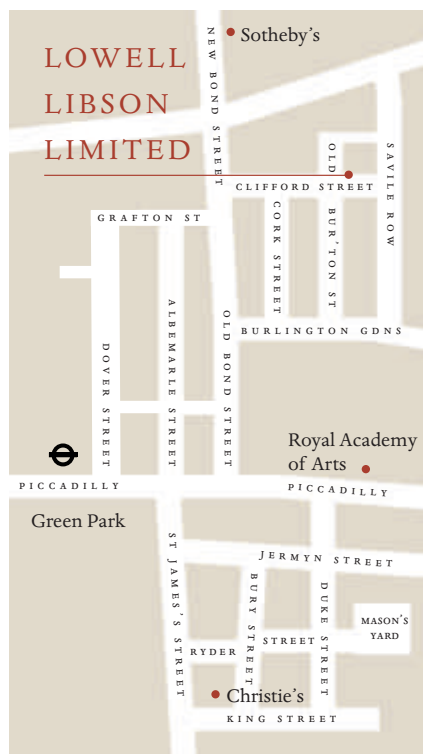 Sotheby's
LOWELL
LIBSON
LIMITED
NEW BOND STREET
CLIFFORD STREET
OLD BUR'TON ST
SAVILE ROW
CORK STREET
GRAFTON ST
ALBEMARLE STREET
OLD BOND STREET
BURLINGTON GDNS
DOVER STREET
Royal Academy
of Arts
PICCADILLY
PICCADILLY
Green Park
ST JAMES'S STREET
JERMYN STREET
BURY STREET
DUKE STREET
MASON'S
YARD
RYDER STREET
Christie's
KING STREET